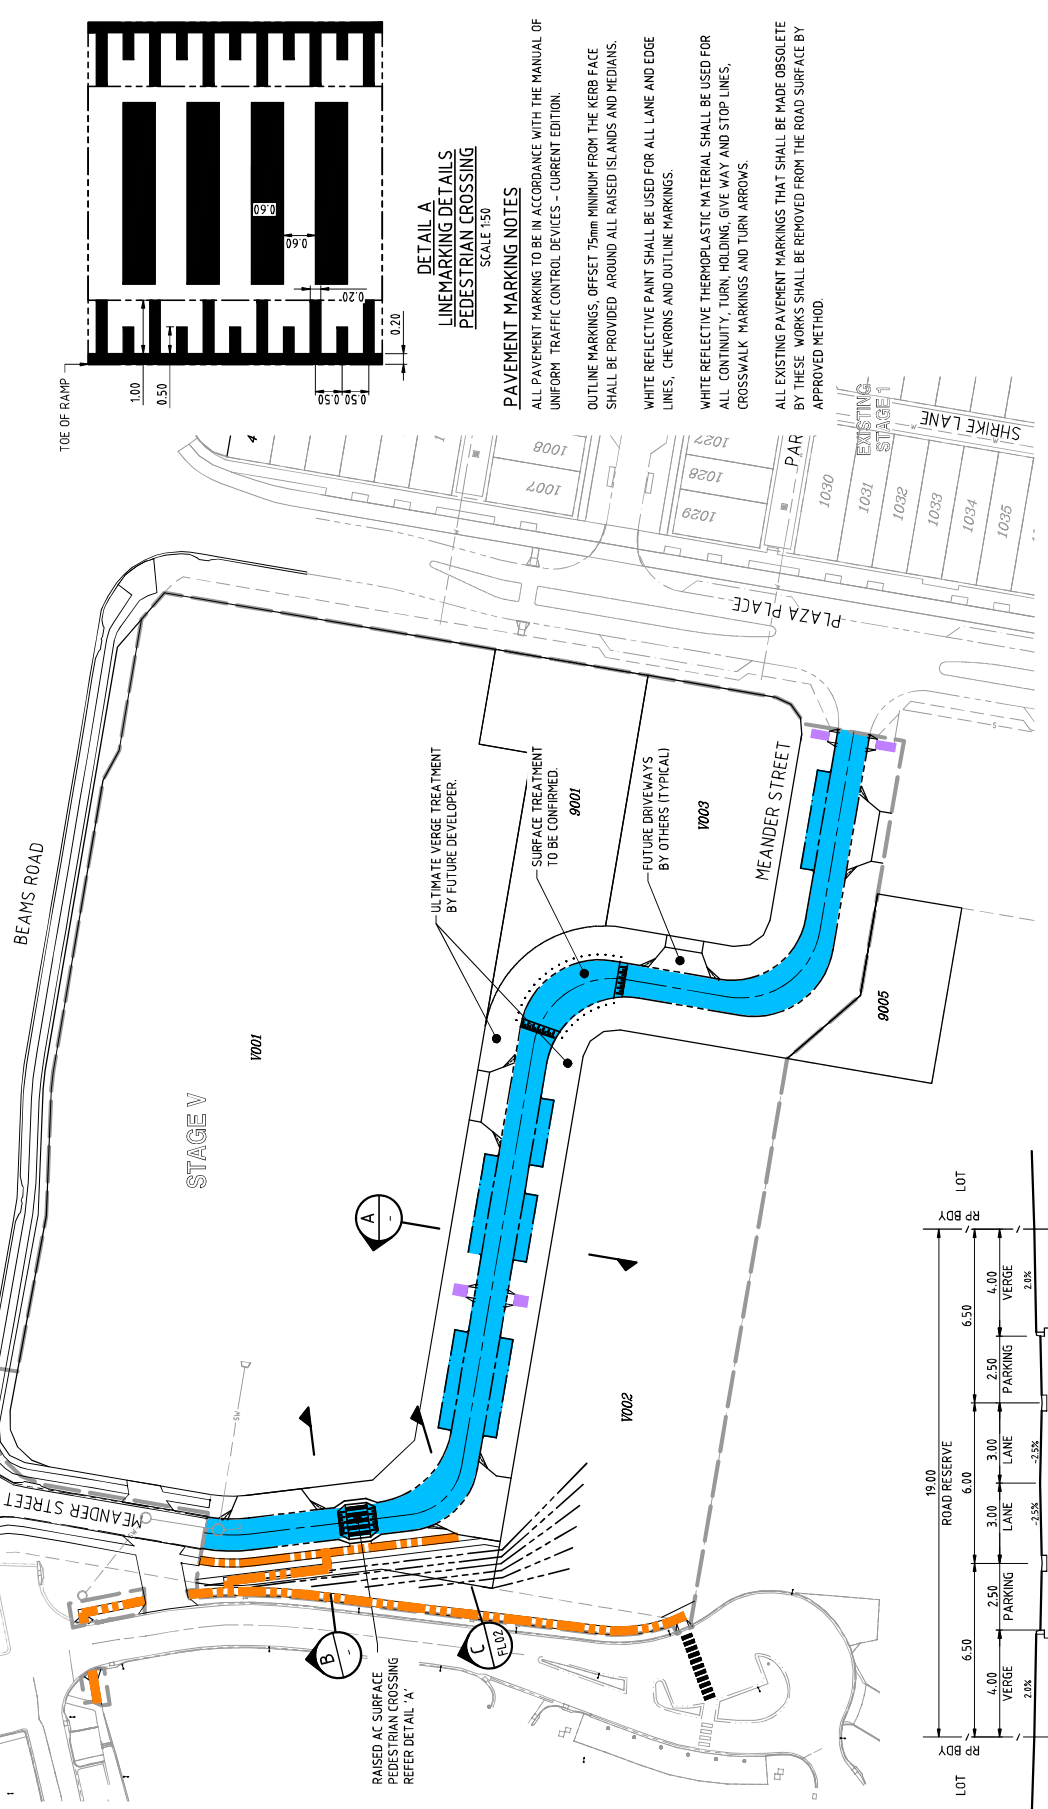 TOE OF RAMP
1.00
0.50
0.50
0.50
0.20
0.20
0.60
0.60
DETAIL A
LINEMARKING DETAILS
PEDESTRIAN CROSSING
SCALE 1:50
PAVEMENT MARKING NOTES
ALL PAVEMENT MARKING TO BE IN ACCORDANCE WITH THE MANUAL OF
UNIFORM TRAFFIC CONTROL DEVICES - CURRENT EDITION.
OUTLINE MARKINGS, OFFSET 75mm MINIMUM FROM THE KERB FACE
SHALL BE PROVIDED AROUND ALL RAISED ISLANDS AND MEDIANS.
WHITE REFLECTIVE PAINT SHALL BE USED FOR ALL LANE AND EDGE
LINES, CHEVRONS AND OUTLINE MARKINGS.
WHITE REFLECTIVE THERMOPLASTIC MATERIAL SHALL BE USED FOR
ALL CONTINUITY, TURN, HOLDING, GIVE WAY AND STOP LINES,
CROSSWALK MARKINGS AND TURN ARROWS.
ALL EXISTING PAVEMENT MARKINGS THAT SHALL BE MADE OBSOLETE
BY THESE WORKS SHALL BE REMOVED FROM THE ROAD SURFACE BY
APPROVED METHOD.
4
1008
1007
1027
1028
1029
PAR
1030
1031
1032
1033
1034
1035
EXISTING
STAGE 1
SHRIKE LANE
PLAZA PLACE
BEAMS ROAD
STAGE V
V001
9001
V003
9005
V002
ULTIMATE VERGE TREATMENT
BY FUTURE DEVELOPER.
SURFACE TREATMENT
TO BE CONFIRMED.
FUTURE DRIVEWAYS
BY OTHERS (TYPICAL)
MEANDER STREET
S
A
-
SW
MEANDER STREET
SW
B
-
C
FL02
RAISED AC SURFACE
PEDESTRIAN CROSSING
REFER DETAIL 'A'
LOT
RP BDY
19.00
ROAD RESERVE
RP BDY
LOT
6.50
6.00
6.50
4.00
VERGE
2.50
PARKING
3.00
LANE
3.00
LANE
2.50
PARKING
4.00
VERGE
2.0%
-2.5%
-2.5%
2.0%